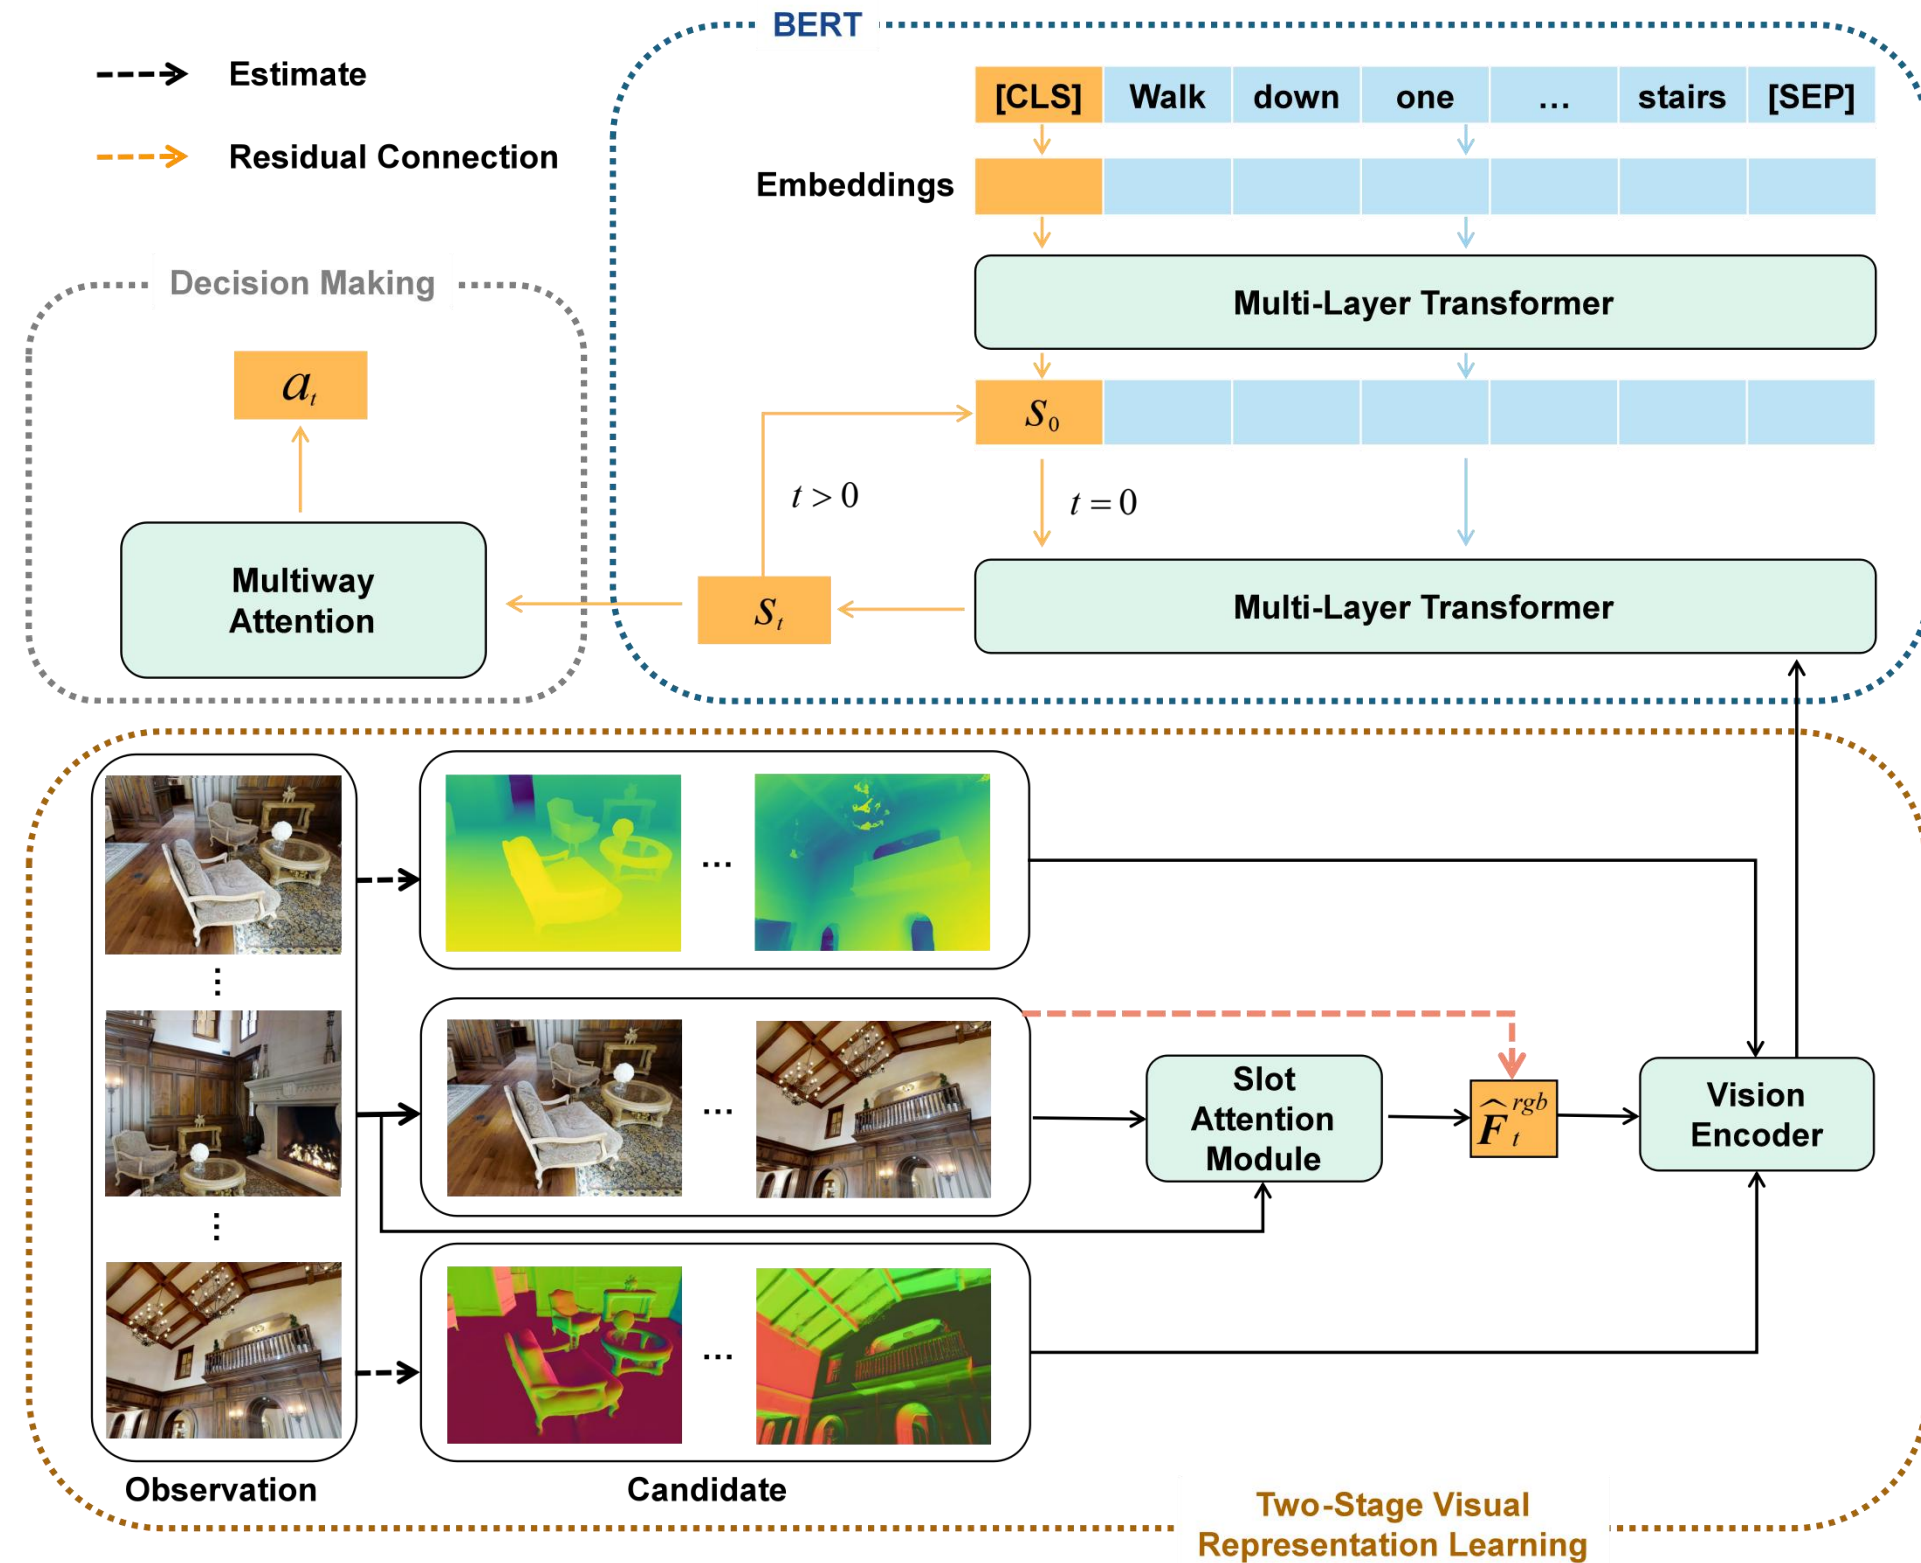 BERT
Estimate
Residual Connection
[CLS] Walk down one ... stairs [SEP]
Embeddings
Multi-Layer Transformer
Decision Making
a_t
S_0
t > 0
t = 0
Multiway
Attention
S_t
Multi-Layer Transformer
...
...
Slot
Attention
Module
\hat{F}_t^{rgb}
Vision
Encoder
...
Observation
Candidate
Two-Stage Visual
Representation Learning